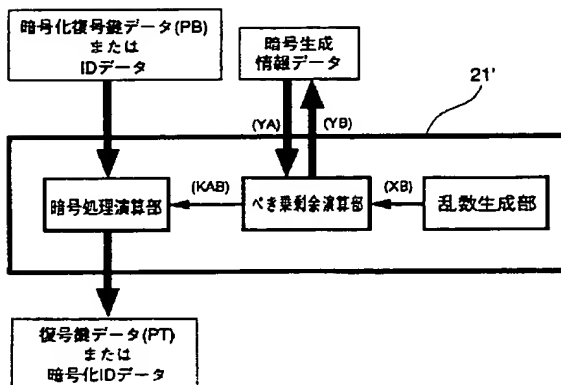 暗号化復号鍵データ(PB)
または
IDデータ
暗号生成
情報データ
21'
(YA)
(YB)
暗号処理演算部
(KAB)
べき乗剰余演算部
(XB)
乱数生成部
復号鍵データ(PT)
または
暗号化IDデータ